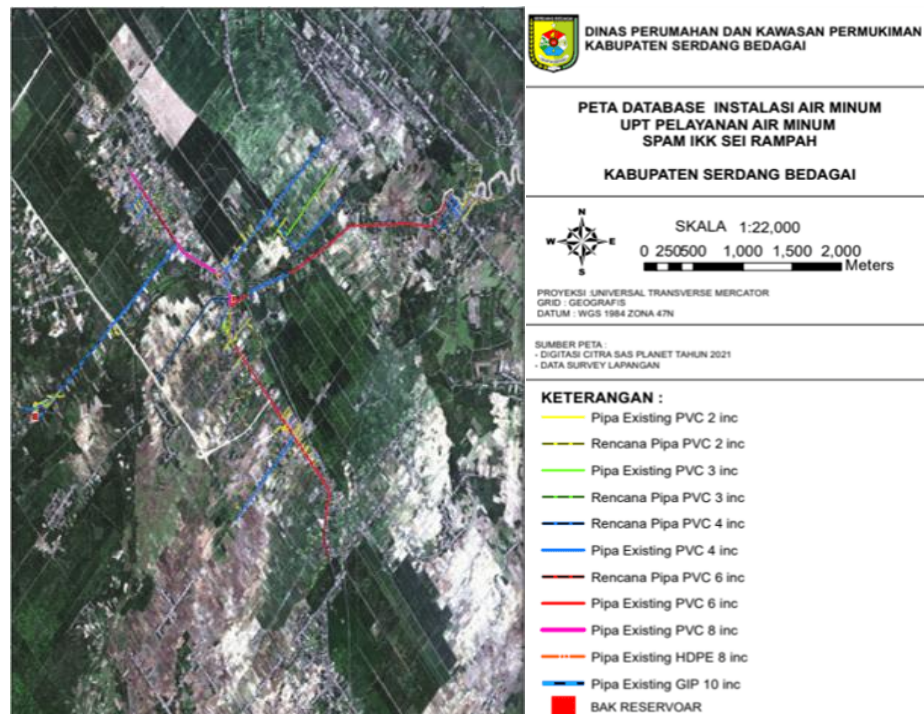 DINAS PERUMAHAN DAN KAWASAN PERMUKIMAN
KABUPATEN SERDANG BEDAGAI
PETA DATABASE INSTALASI AIR MINUM
UPT PELAYANAN AIR MINUM
SPAM IKK SEI RAMPAH
KABUPATEN SERDANG BEDAGAI
N
W E
S
SKALA 1:22,000
0 250500 1,000 1,500 2,000
Meters
PROYEKSI :UNIVERSAL TRANSVERSE MERCATOR
GRID : GEOGRAFIS
DATUM : WGS 1984 ZONA 47N
SUMBER PETA :
- DIGITASI CITRA SAS PLANET TAHUN 2021
- DATA SURVEY LAPANGAN
KETERANGAN :
Pipa Existing PVC 2 inc
Rencana Pipa PVC 2 inc
Pipa Existing PVC 3 inc
Rencana Pipa PVC 3 inc
Rencana Pipa PVC 4 inc
Pipa Existing PVC 4 inc
Rencana Pipa PVC 6 inc
Pipa Existing PVC 6 inc
Pipa Existing PVC 8 inc
Pipa Existing HDPE 8 inc
Pipa Existing GIP 10 inc
BAK RESERVOAR